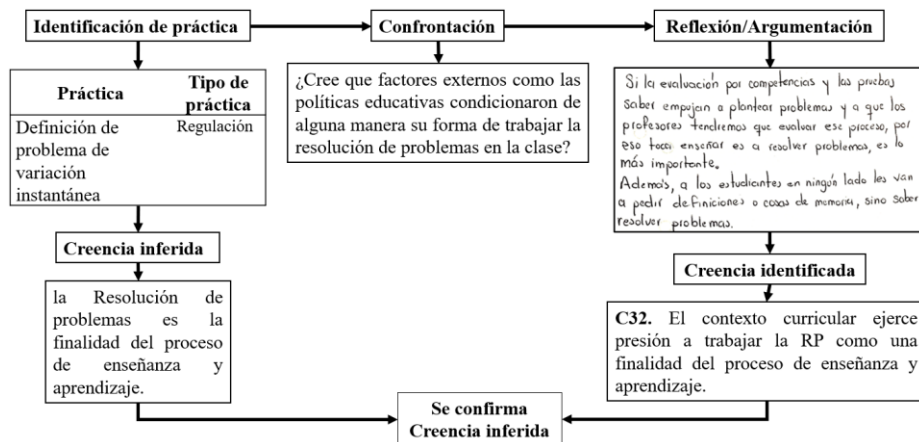 Identificación de práctica
Confrontación
Reflexión/Argumentación
Práctica
Tipo de
práctica
Definición de
problema de
variación
instantánea
Regulación
¿Cree que factores externos como las
políticas educativas condicionaron de
alguna manera su forma de trabajar la
resolución de problemas en la clase?
Si la evaluación por competencias y las pruebas
Saber empujan a plantear problemas y a que los
profesores tendremos que evaluar ese proceso, por
eso toca enseñar es a resolver problemas, es lo
más importante.
Además, a los estudiantes en ningún lado les van
a pedir definiciones o cosas de memoria, sino saber
resolver problemas.
Creencia inferida
Creencia identificada
la Resolución de
problemas es la
finalidad del proceso
de enseñanza y
aprendizaje.
C32. El contexto curricular ejerce
presión a trabajar la RP como una
finalidad del proceso de enseñanza y
aprendizaje.
Se confirma
Creencia inferida